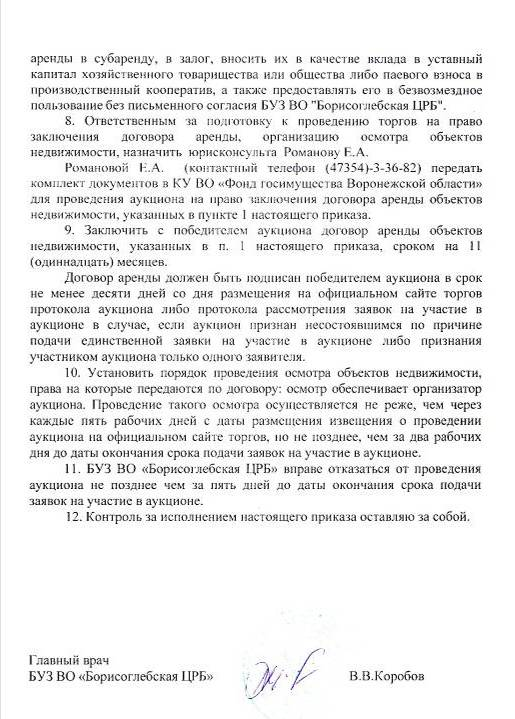 аренды в субаренду, в залог, вносить их в качестве вклада в уставный
капитал хозяйственного товарищества или общества либо паевого взноса в
производственный кооператив, а также предоставлять его в безвозмездное
пользование без письменного согласия БУЗ ВО "Борисоглебская ЦРБ".
8. Ответственным за подготовку к проведению торгов на право
заключения договора аренды, организацию осмотра объектов
недвижимости, назначить юрисконсульта Романову Е.А.
Романовой Е.А. (контактный телефон (47354)-3-36-82) передать
комплект документов в КУ ВО «Фонд госимущества Воронежской области»
для проведения аукциона на право заключения договора аренды объектов
недвижимости, указанных в пункте 1 настоящего приказа.
9. Заключить с победителем аукциона договор аренды объектов
недвижимости, указанных в п. 1 настоящего приказа, сроком на 11
(одиннадцать) месяцев.
Договор аренды должен быть подписан победителем аукциона в срок
не менее десяти дней со дня размещения на официальном сайте торгов
протокола аукциона либо протокола рассмотрения заявок на участие в
аукционе в случае, если аукцион признан несостоявшимся по причине
подачи единственной заявки на участие в аукционе либо признания
участником аукциона только одного заявителя.
10. Установить порядок проведения осмотра объектов недвижимости,
права на которые передаются по договору: осмотр обеспечивает организатор
аукциона. Проведение такого осмотра осуществляется не реже, чем через
каждые пять рабочих дней с даты размещения извещения о проведении
аукциона на официальном сайте торгов, но не позднее, чем за два рабочих
дня до даты окончания срока подачи заявок на участие в аукционе.
11. БУЗ ВО «Борисоглебская ЦРБ» вправе отказаться от проведения
аукциона не позднее чем за пять дней до даты окончания срока подачи
заявок на участие в аукционе.
12. Контроль за исполнением настоящего приказа оставляю за собой.
Главный врач
БУЗ ВО «Борисоглебская ЦРБ» В.В.Коробов